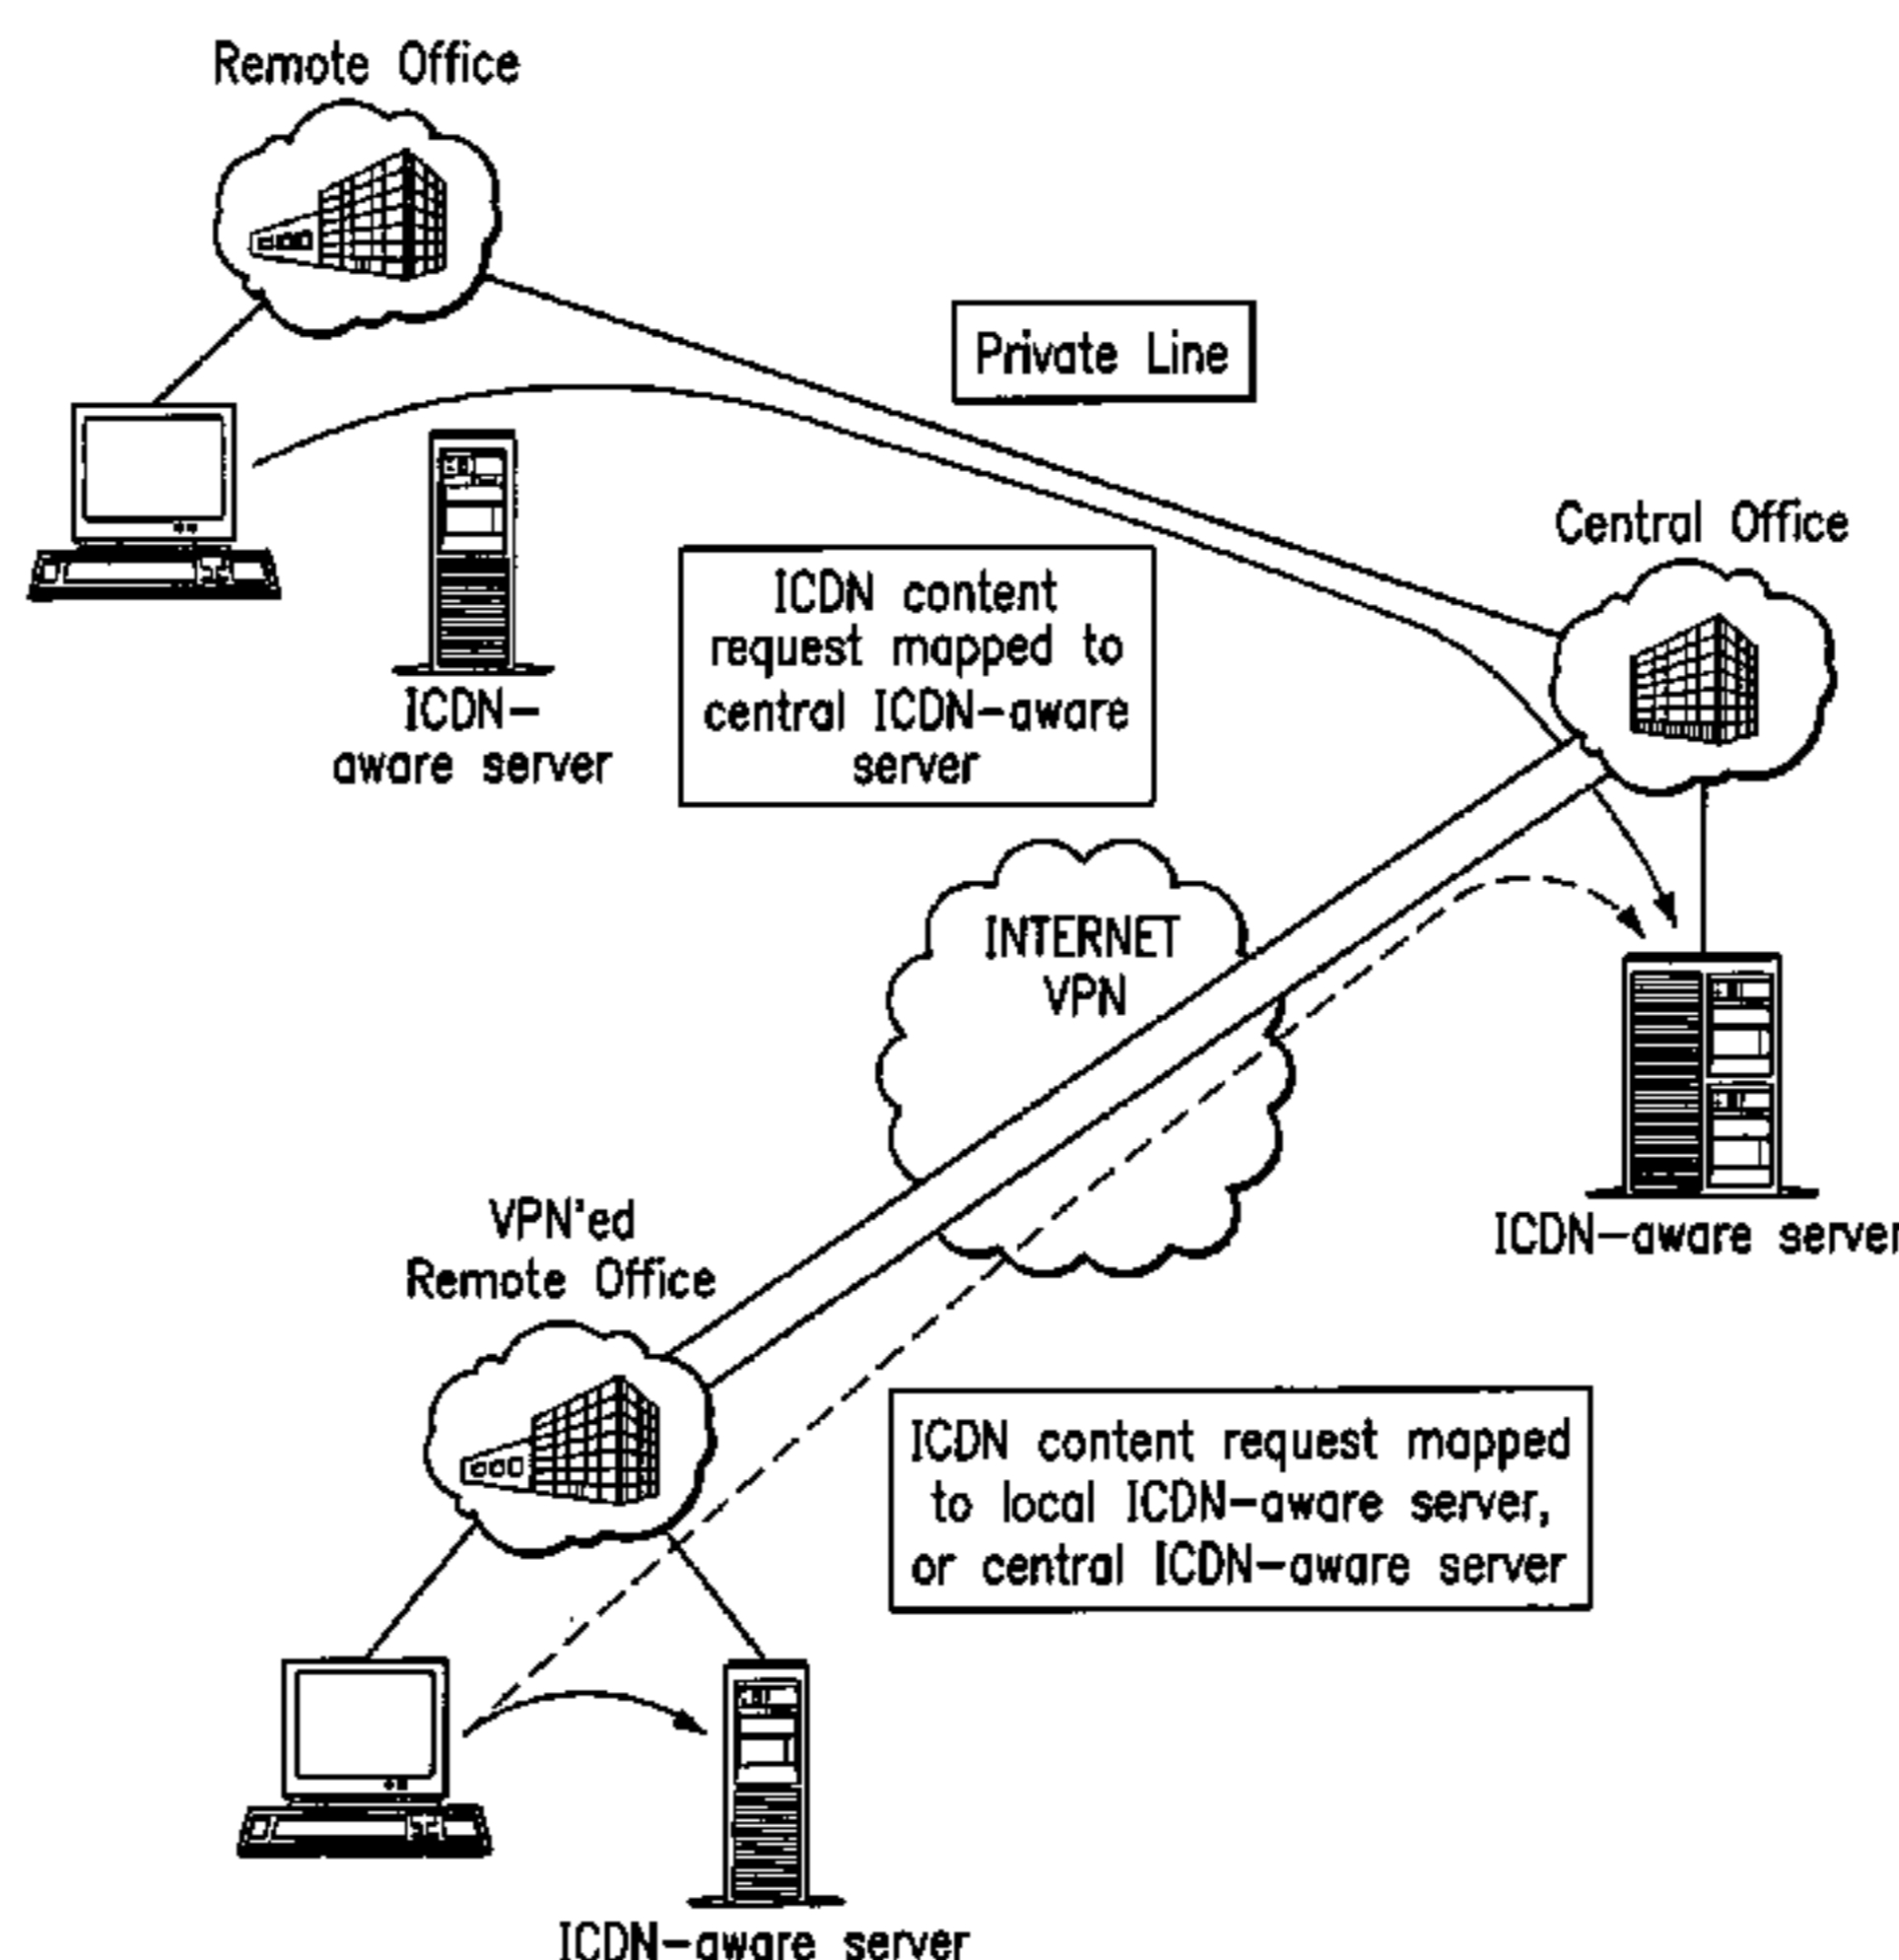 Remote Office
Private Line
Central Office
ICDN content
request mapped to
central ICDN-aware
server
ICDN-
aware server
INTERNET
VPN
ICDN-aware server
VPN'ed
Remote Office
ICDN content request mapped
to local ICDN-aware server,
or central ICDN-aware server
ICDN-aware server